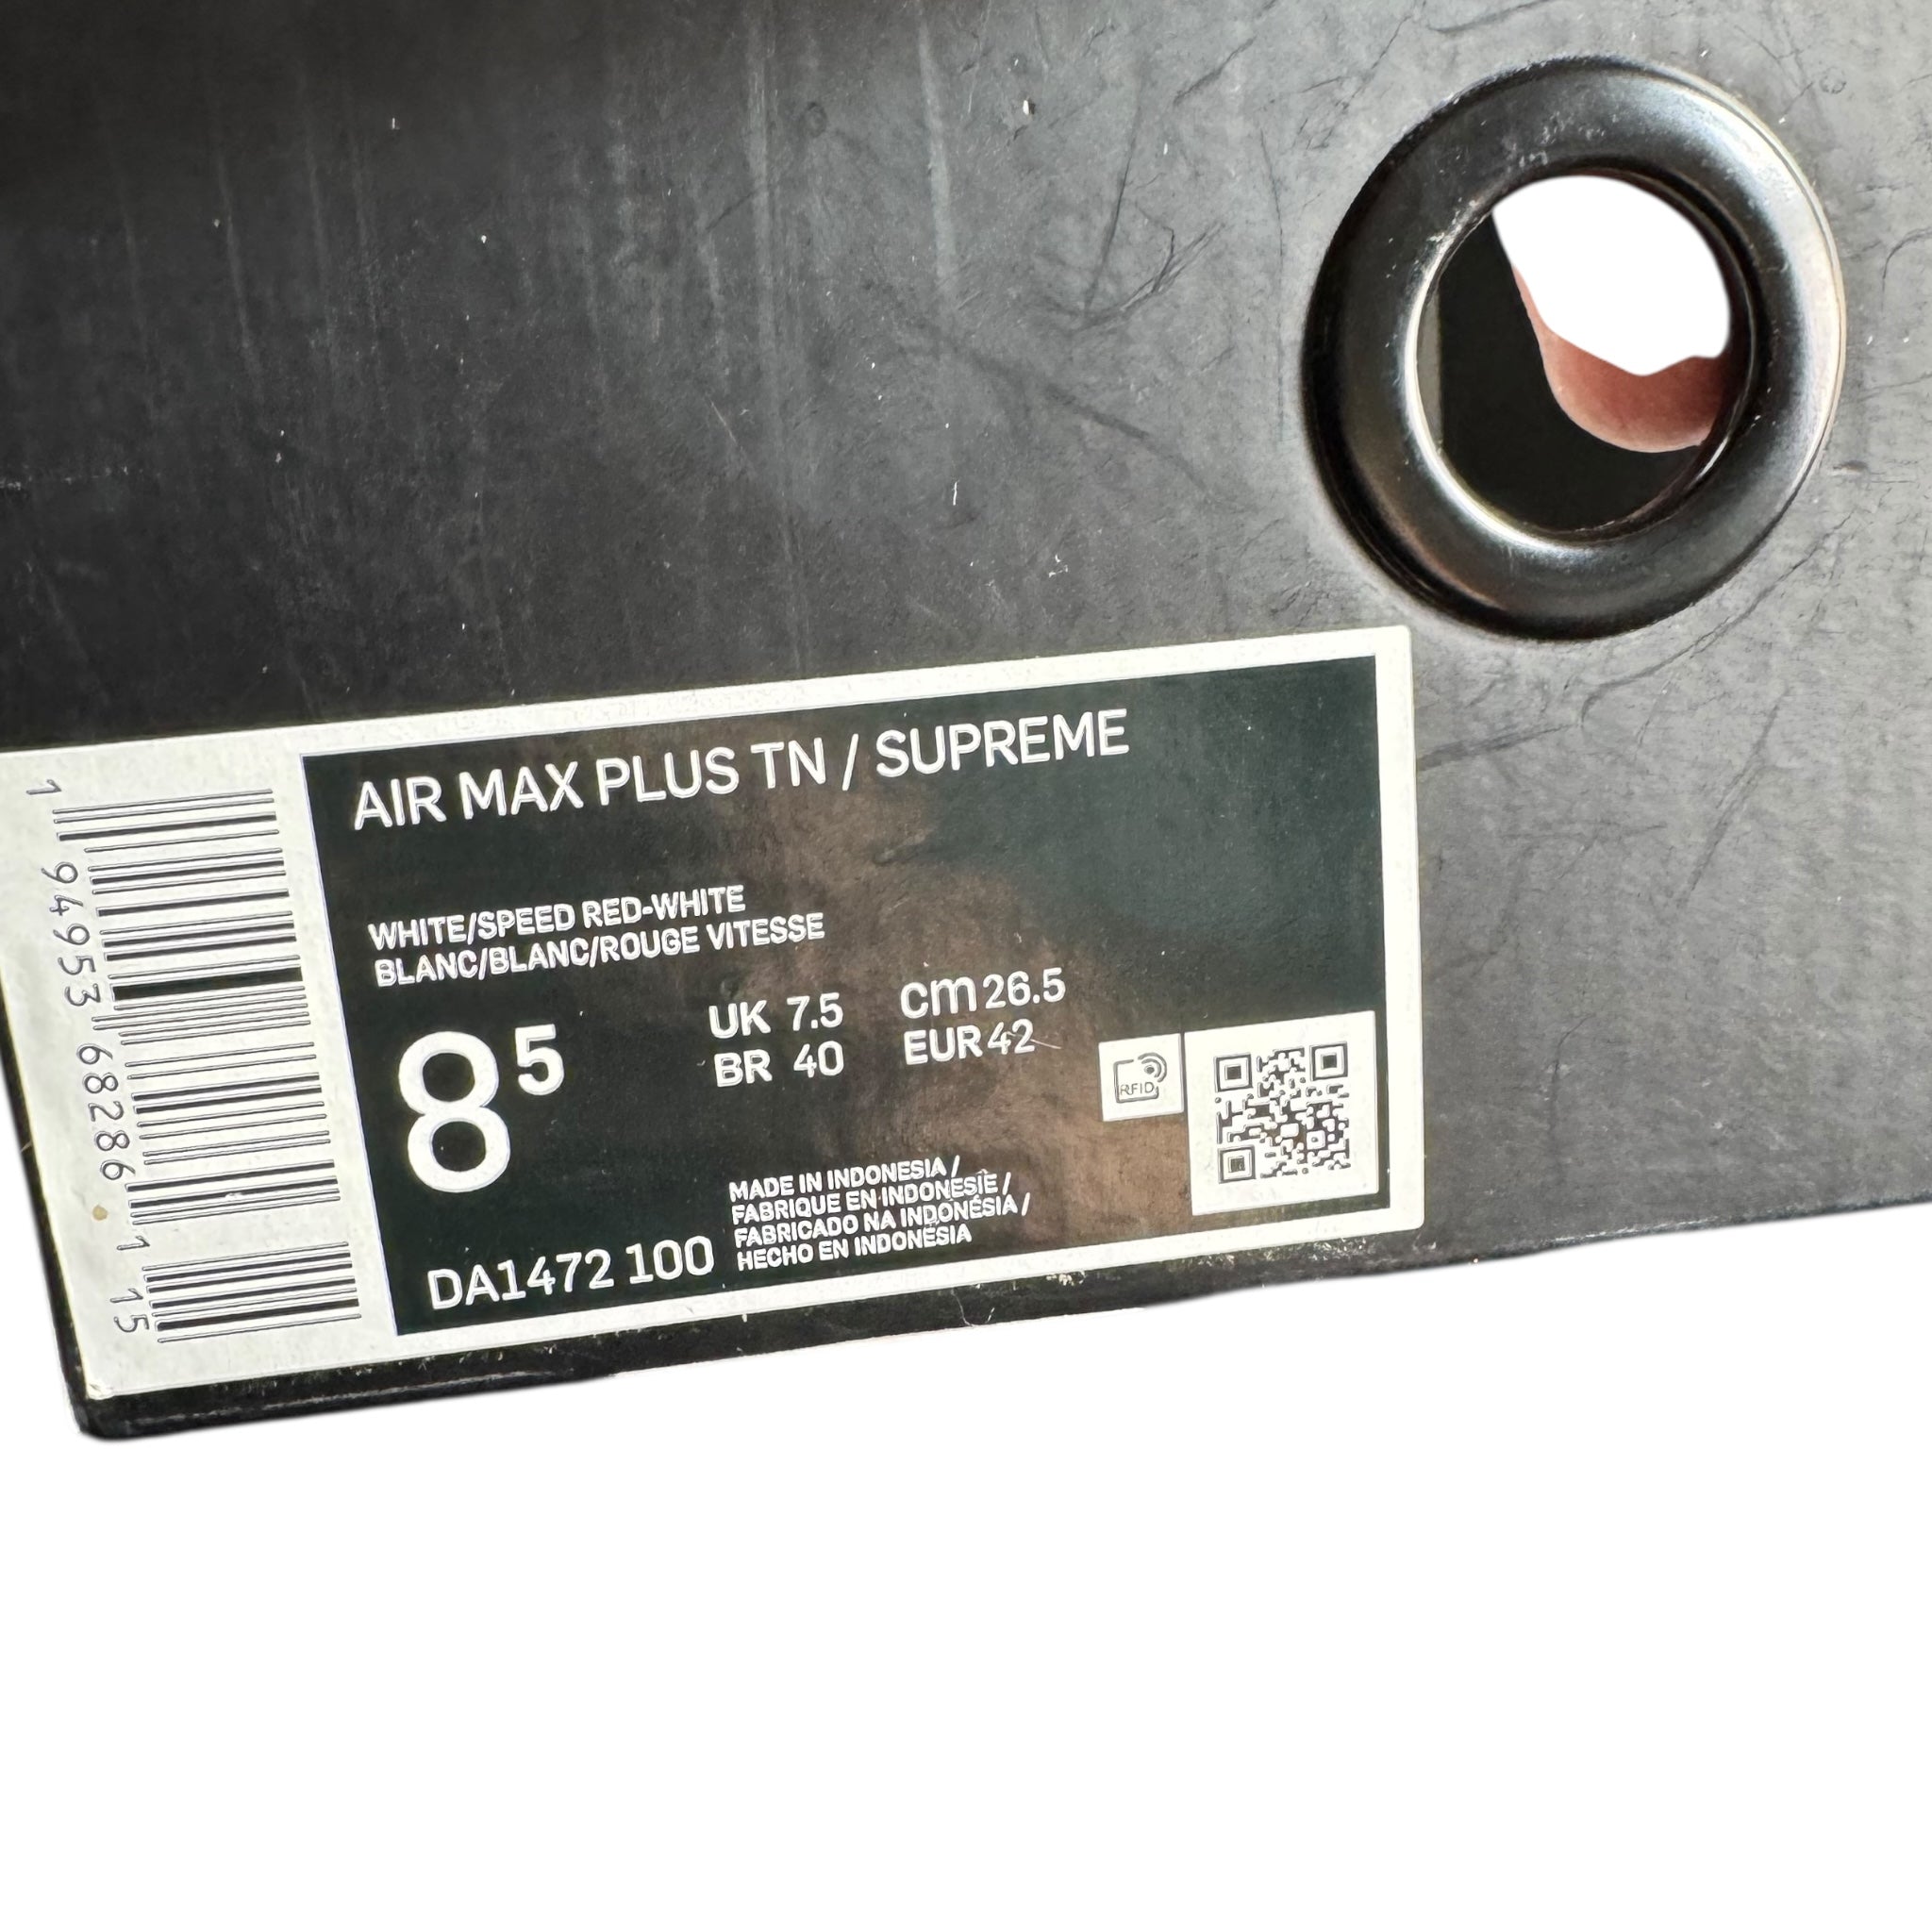 AIR MAX PLUS TN / SUPREME
WHITE/SPEED RED-WHITE
BLANC/BLANC/ROUGE VITESSE
8⁵
UK 7.5 cm 26.5
BR 40 EUR 42
RFID
MADE IN INDONESIA /
FABRIQUE EN INDONESIE /
FABRICADO NA INDONÉSIA /
HECHO EN INDONESIA
DA1472 100
1 94953 68286 1 15